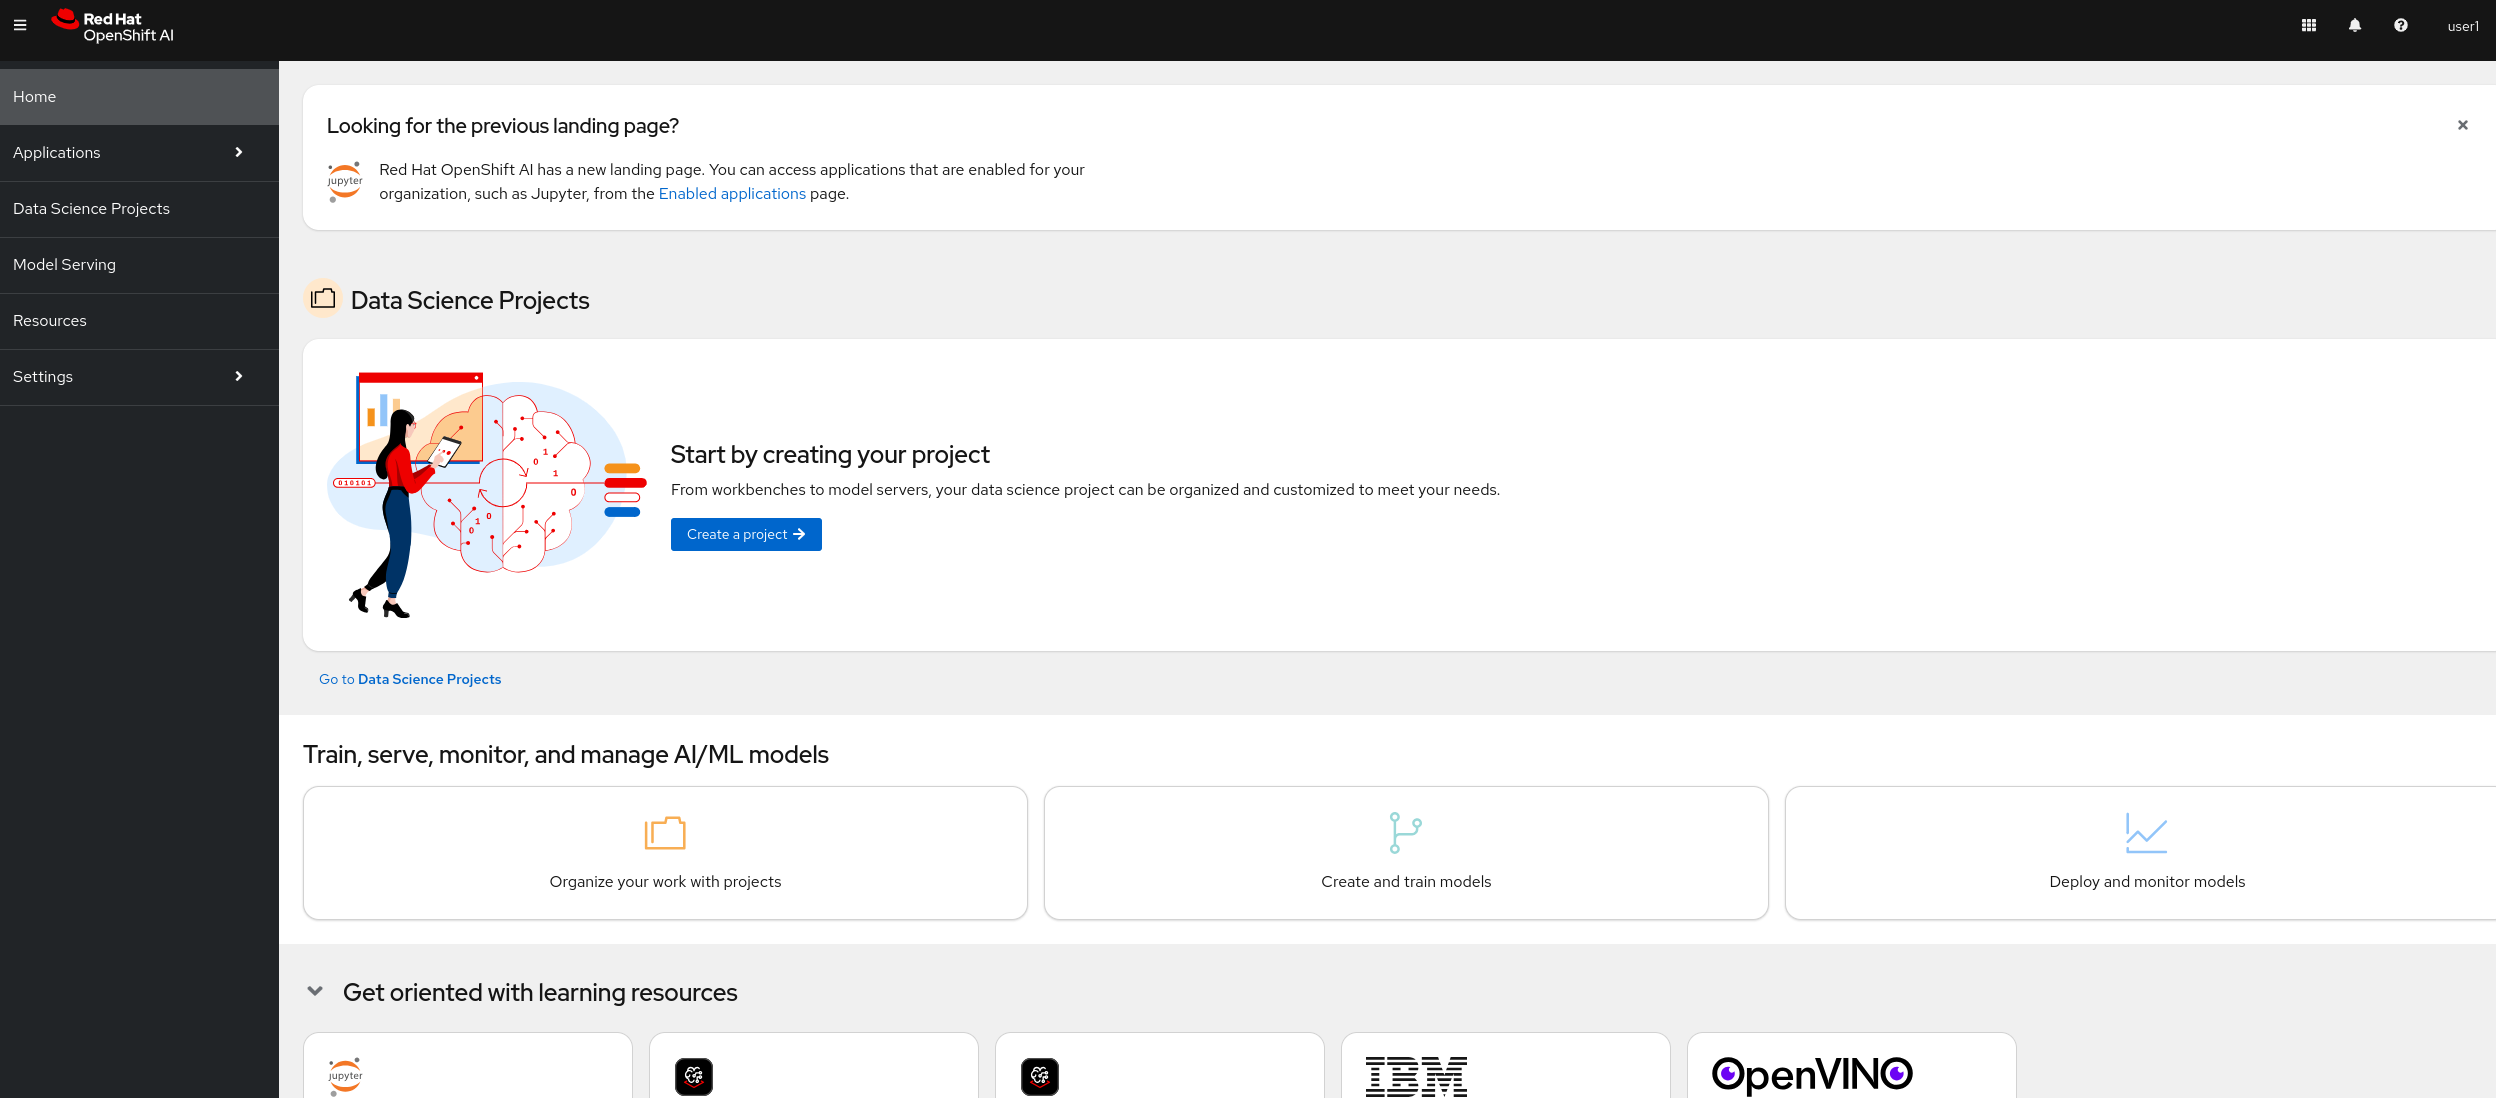 Red Hat
OpenShift AI
user1
Home
Applications
Data Science Projects
Model Serving
Resources
Settings
Looking for the previous landing page?
jupyter
Red Hat OpenShift AI has a new landing page. You can access applications that are enabled for your
organization, such as Jupyter, from the Enabled applications page.
Data Science Projects
010101
0
1
1
0
0
1
0
Start by creating your project
From workbenches to model servers, your data science project can be organized and customized to meet your needs.
Create a project
Go to Data Science Projects
Train, serve, monitor, and manage AI/ML models
Organize your work with projects
Create and train models
Deploy and monitor models
Get oriented with learning resources
jupyter
IBM
OpenVINO